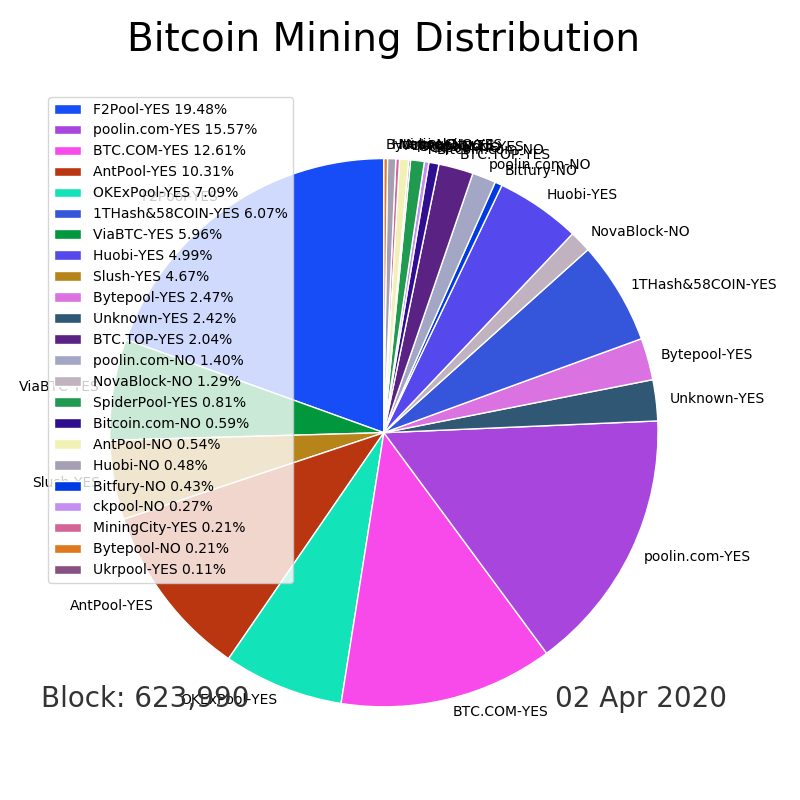 Bitcoin Mining Distribution
F2Pool-YES 19.48%
poolin.com-YES 15.57%
BTC.COM-YES 12.61%
AntPool-YES 10.31%
OKExPool-YES 7.09%
1THash&58COIN-YES 6.07%
ViaBTC-YES 5.96%
Huobi-YES 4.99%
Slush-YES 4.67%
Bytepool-YES 2.47%
Unknown-YES 2.42%
BTC.TOP-YES 2.04%
poolin.com-NO 1.40%
NovaBlock-NO 1.29%
SpiderPool-YES 0.81%
Bitcoin.com-NO 0.59%
AntPool-NO 0.54%
Huobi-NO 0.48%
Bitfury-NO 0.43%
ckpool-NO 0.27%
MiningCity-YES 0.21%
Bytepool-NO 0.21%
Ukrpool-YES 0.11%
BTC.TOP-YES
poolin.com-NO
Bitfury-NO
Huobi-YES
NovaBlock-NO
1THash&58COIN-YES
Bytepool-YES
Unknown-YES
poolin.com-YES
BTC.COM-YES
OKExPool-YES
AntPool-YES
Slush-YES
ViaBTC-YES
F2Pool-YES
Block: 623,990
02 Apr 2020